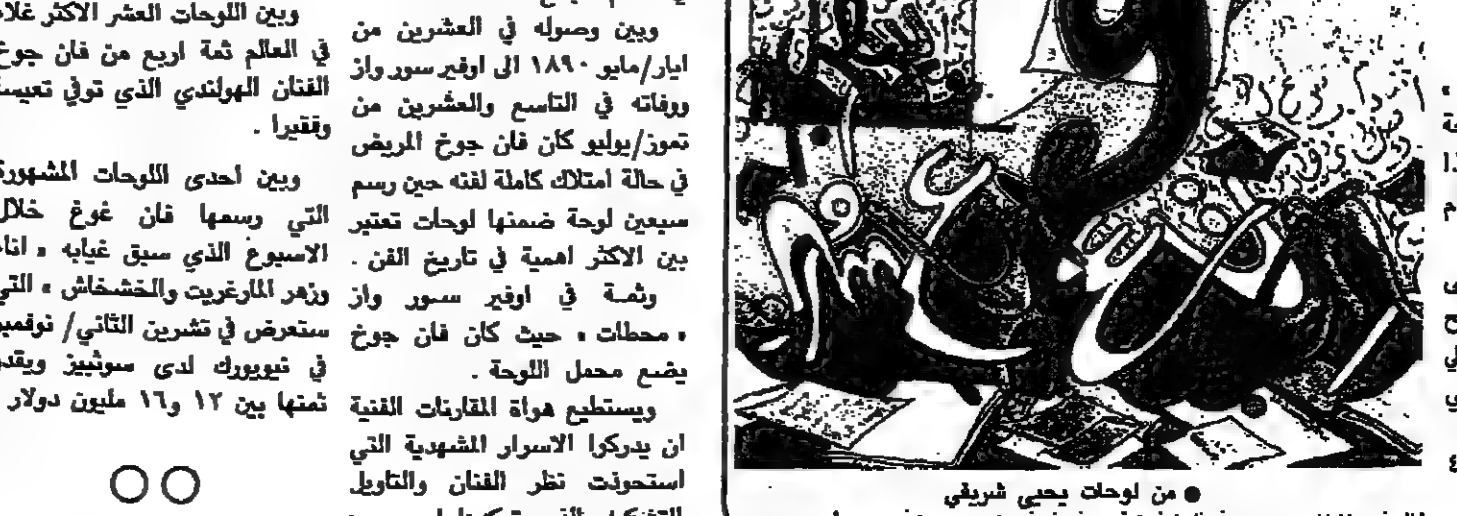 وبين وصوله في العشرين من
ايار/مايو ١٨٩٠ الى اوفير سور واز
ووفاته في التاسع والعشرين من
تموز/يوليو كان فان جوخ المريض
في حالة امتلاك كاملة لفنه حين رسم
سبعين لوحة ضمنها لوحات تعتبر
بين الاكثر اهمية في تاريخ الفن .
وثمة في اوفير سور واز
« محطات » حيث كان فان جوخ
يضع محمل اللوحة .
ويستطيع هواة المقارنات الفنية
ان يدركوا الاسرار المشهدية التي
استحوذت نظر الفنان والتاويل
وبين اللوحات العشر الاكثر غلاء
في العالم ثمة اربع من فان جوخ
الفنان الهولندي الذي توفي تعيسا
وفقيرا .
وبين احدى اللوحات المشهورة
التي رسمها فان غوغ خلال
الاسبوع الذي سبق غيابه « اناء
وزهر المارغريت والخشخاش » التي
ستعرض في تشرين الثاني/ نوفمبر
في نيويورك لدى سوثبيز ويقدر
ثمنها بين ١٢ و١٦ مليون دولار
● من لوحات يحيى شريفي